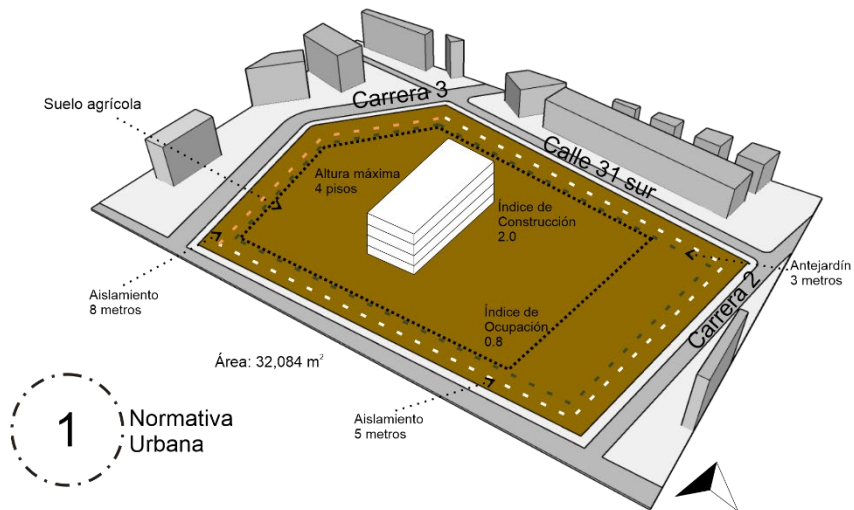 Carrera 3
Suelo agrícola
Calle 31 sur
Altura máxima
4 pisos
Índice de
Construcción
2.0
Antejardín
3 metros
Carrera 2
Aislamiento
8 metros
Índice de
Ocupación
0.8
Área: 32,084 m²
Aislamiento
5 metros
1
Normativa
Urbana